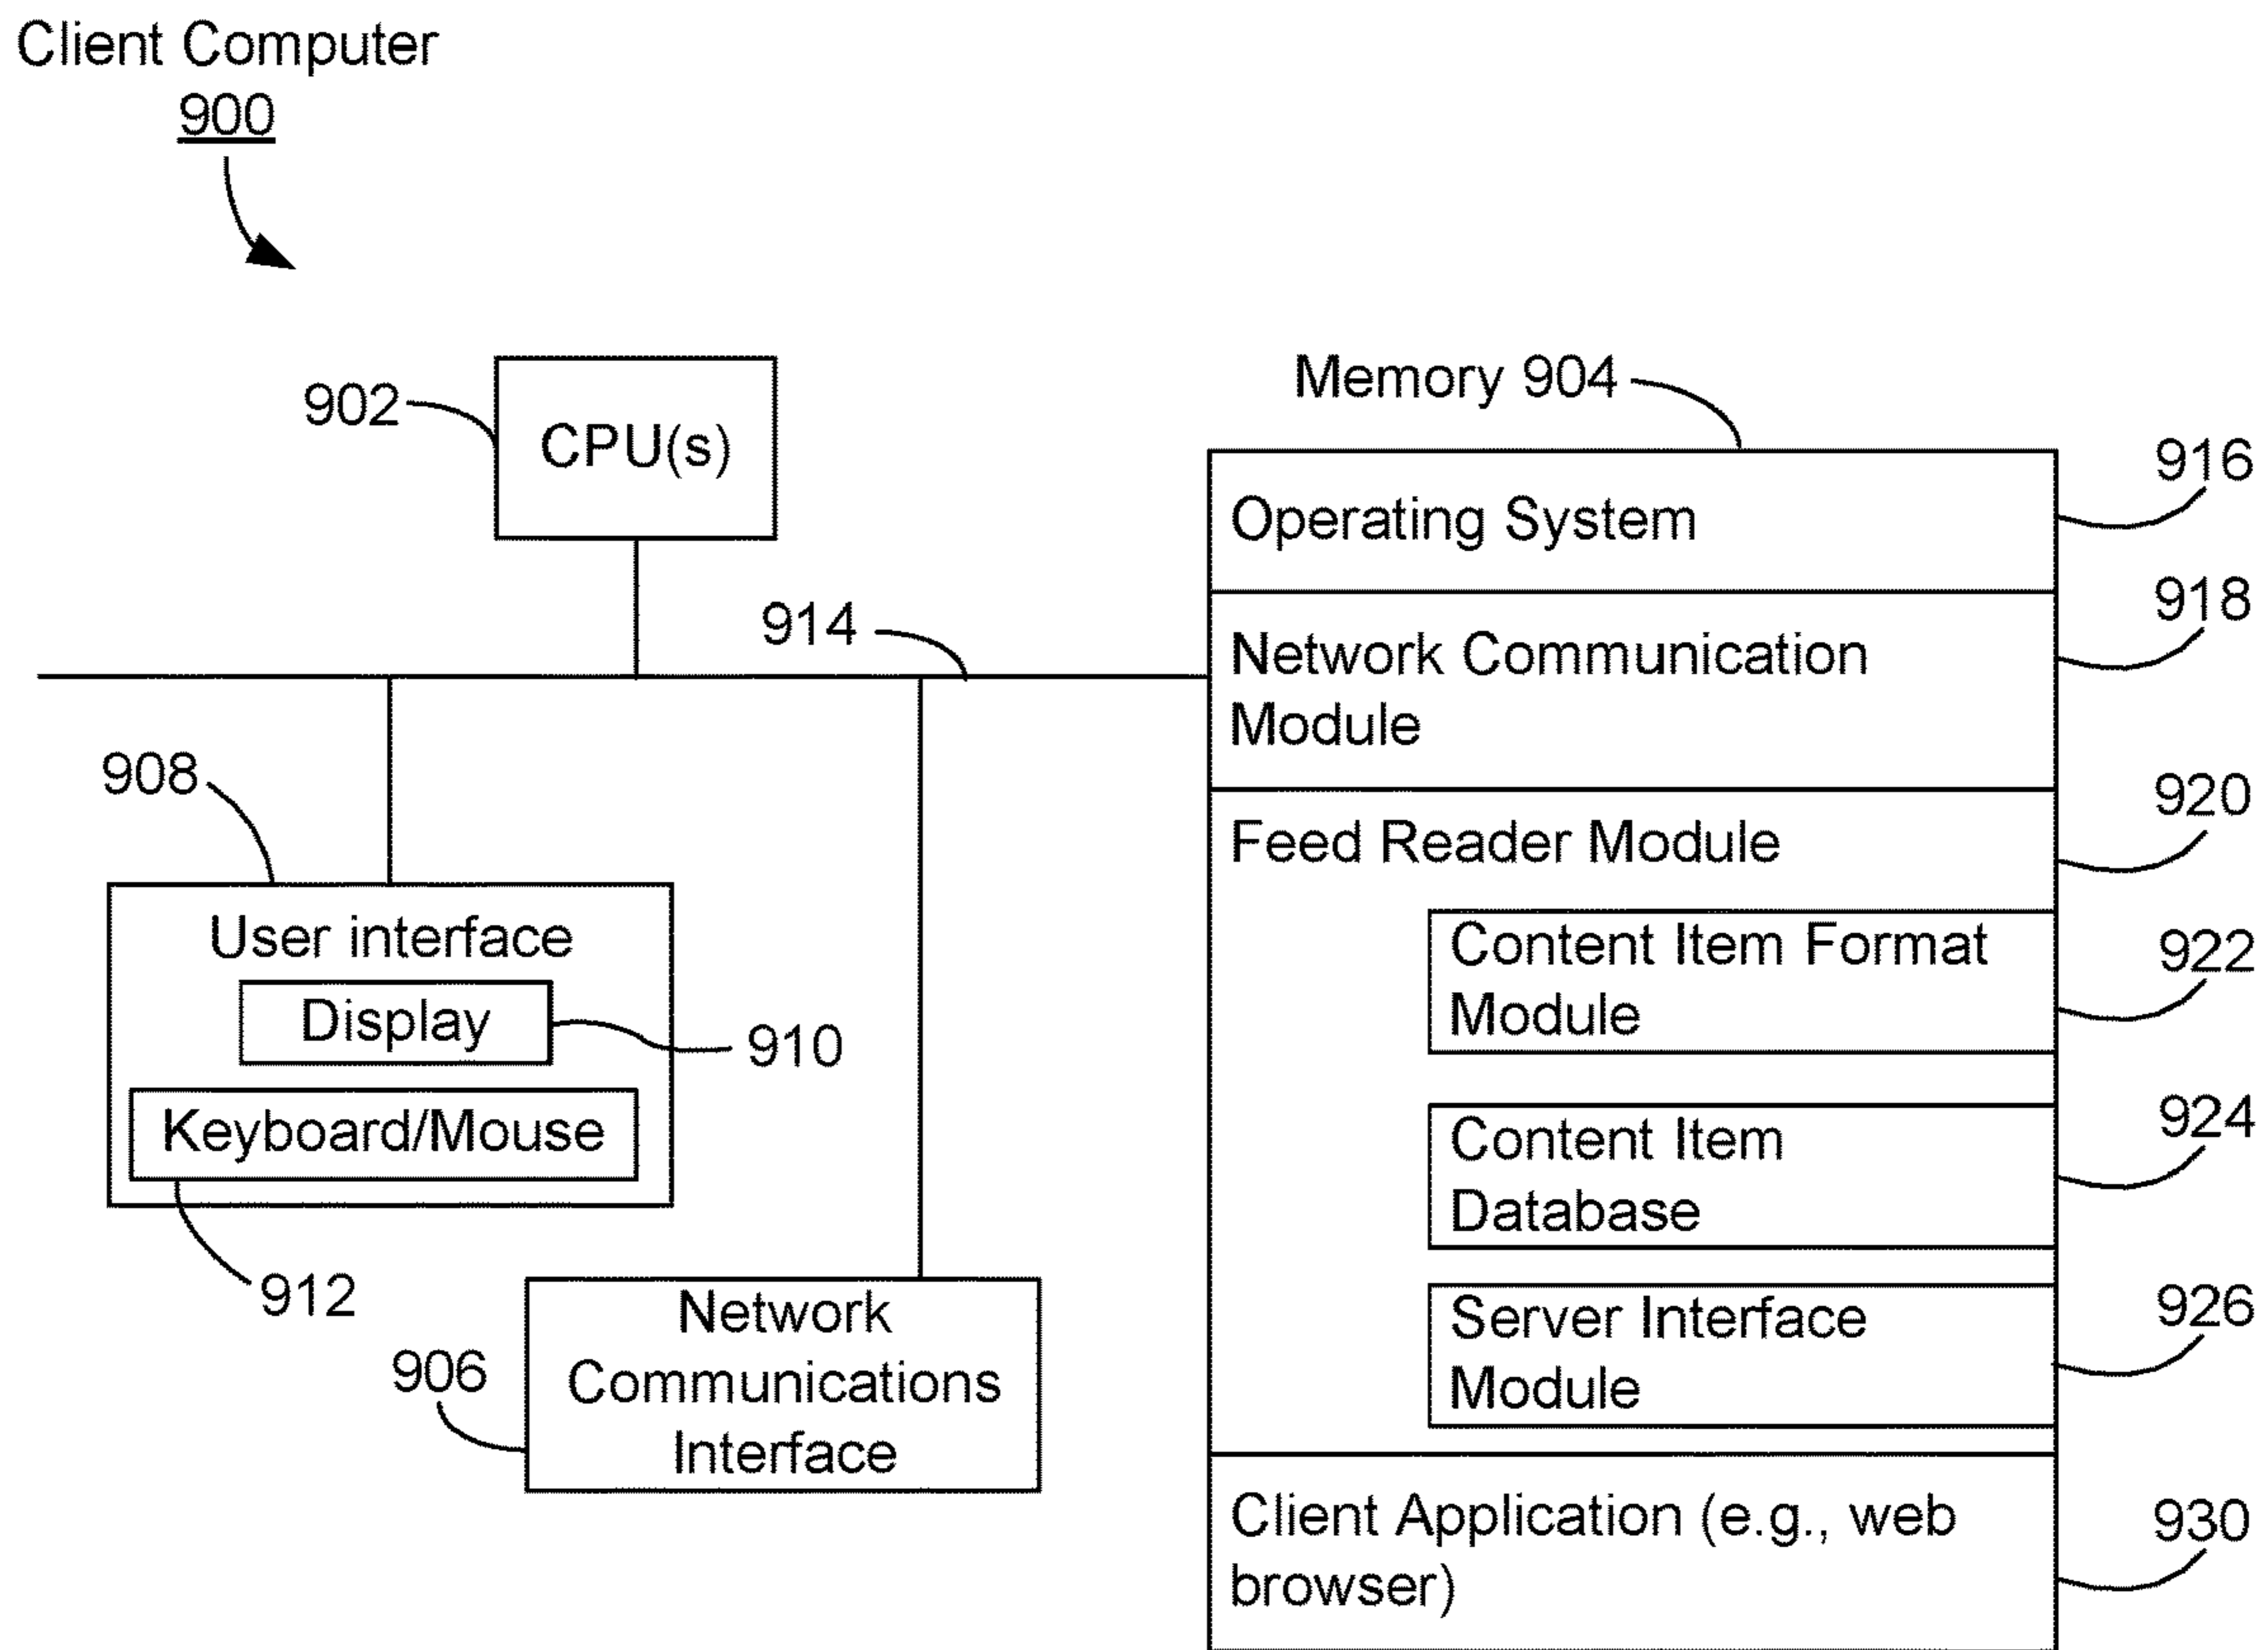 Client Computer
900
902
CPU(s)
Memory 904
916
Operating System
918
914
Network Communication
Module
908
920
Feed Reader Module
User interface
Display
910
Keyboard/Mouse
912
922
Content Item Format
Module
924
Content Item
Database
926
Server Interface
Module
906
Network
Communications
Interface
930
Client Application (e.g., web
browser)